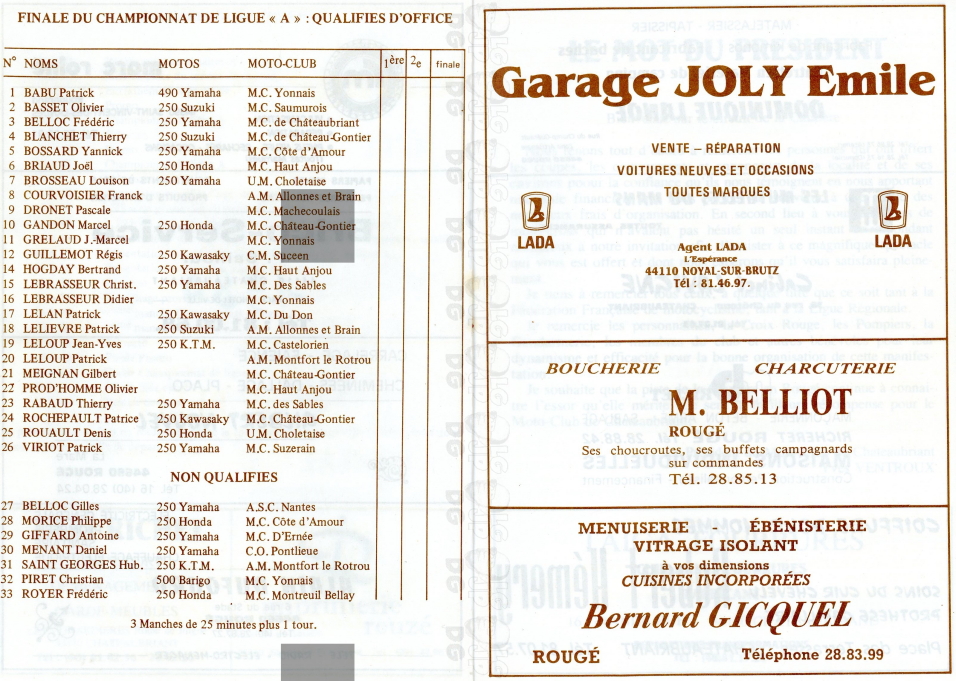 FINALE DU CHAMPIONNAT DE LIGUE « A » : QUALIFIES D'OFFICE
N° NOMS MOTOS MOTO-CLUB 1ère 2e finale
1 BABU Patrick 490 Yamaha M.C. Yonnais
2 BASSET Olivier 250 Suzuki M.C. Saumurois
3 BELLOC Frédéric 250 Yamaha M.C. de Châteaubriant
4 BLANCHET Thierry 250 Suzuki M.C. de Château-Gontier
5 BOSSARD Yannick 250 Yamaha M.C. Côte d'Amour
6 BRIAUD Joël 250 Honda M.C. Haut Anjou
7 BROSSEAU Louison 250 Yamaha U.M. Choletaise
8 COURVOISIER Franck A.M. Allonnes et Brain
9 DRONET Pascale M.C. Machecoulais
10 GANDON Marcel 250 Honda M.C. Château-Gontier
11 GRELAUD J.-Marcel M.C. Yonnais
12 GUILLEMOT Régis 250 Kawasaky C.M. Suceen
14 HOGDAY Bertrand 250 Yamaha M.C. Haut Anjou
15 LEBRASSEUR Christ. 250 Yamaha M.C. Des Sables
16 LEBRASSEUR Didier M.C. Yonnais
17 LELAN Patrick 250 Kawasaky M.C. Du Don
18 LELIEVRE Patrick 250 Suzuki A.M. Allonnes et Brain
19 LELOUP Jean-Yves 250 K.T.M. M.C. Castelorien
20 LELOUP Patrick A.M. Montfort le Rotrou
21 MEIGNAN Gilbert M.C. Château-Gontier
22 PROD'HOMME Olivier M.C. Haut Anjou
23 RABAUD Thierry 250 Yamaha M.C. des Sables
24 ROCHEPAULT Patrice 250 Kawasaky M.C. Château-Gontier
25 ROUAULT Denis 250 Honda U.M. Choletaise
26 VIRIOT Patrick 250 Yamaha M.C. Suzerain
NON QUALIFIES
27 BELLOC Gilles 250 Yamaha A.S.C. Nantes
28 MORICE Philippe 250 Honda M.C. Côte d'Amour
29 GIFFARD Antoine 250 Yamaha M.C. D'Ernée
30 MENANT Daniel 250 Yamaha C.O. Pontlieue
31 SAINT GEORGES Hub. 250 K.T.M. A.M. Montfort le Rotrou
32 PIRET Christian 500 Barigo M.C. Yonnais
33 ROYER Frédéric 250 Honda M.C. Montreuil Bellay
3 Manches de 25 minutes plus 1 tour.
Garage JOLY Emile
VENTE – RÉPARATION
VOITURES NEUVES ET OCCASIONS
TOUTES MARQUES
LADA LADA
Agent LADA
L'Espérance
44110 NOYAL-SUR-BRUTZ
Tél : 81.46.97.
BOUCHERIE CHARCUTERIE
M. BELLIOT
ROUGÉ
Ses choucroutes, ses buffets campagnards
sur commandes
Tél. 28.85.13
MENUISERIE - ÉBÉNISTERIE
VITRAGE ISOLANT
à vos dimensions
CUISINES INCORPORÉES
Bernard GICQUEL
ROUGÉ Téléphone 28.83.99